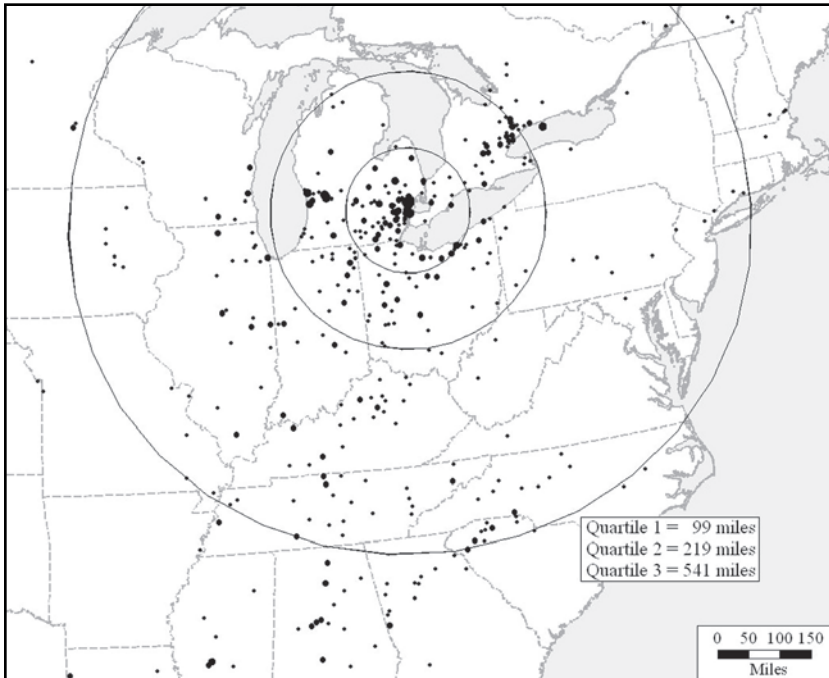 Quartile 1 = 99 miles
Quartile 2 = 219 miles
Quartile 3 = 541 miles
0 50 100 150
Miles